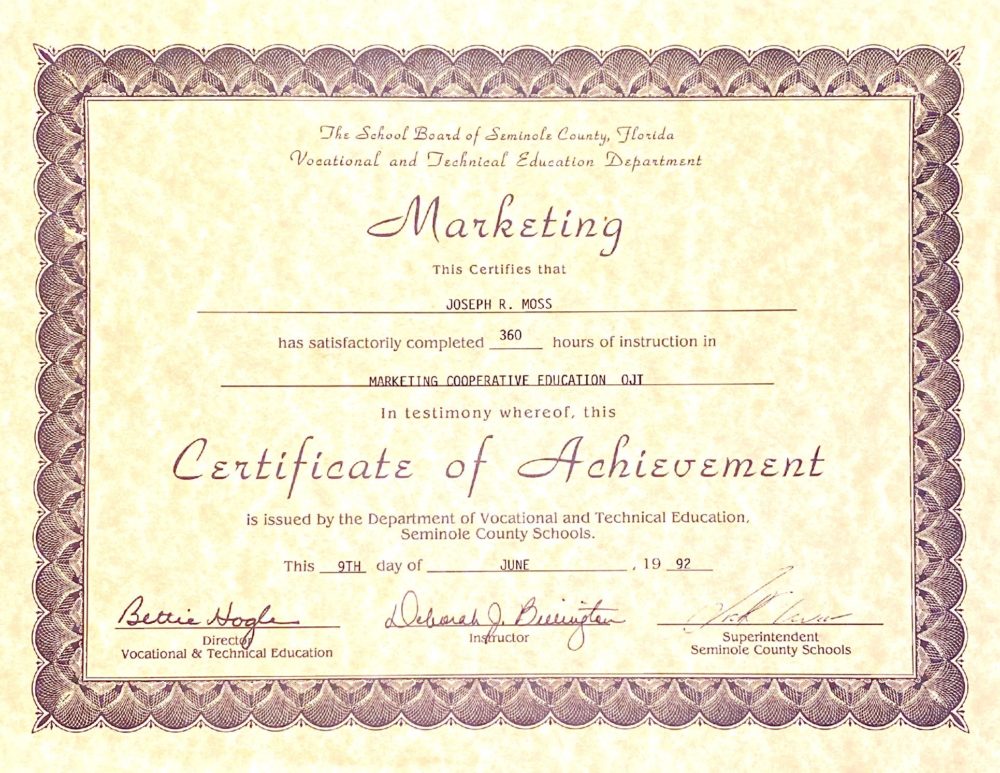 The School Board of Seminole County, Florida
Vocational and Technical Education Department
Marketing
This Certifies that
JOSEPH R. MOSS
has satisfactorily completed 360 hours of instruction in
MARKETING COOPERATIVE EDUCATION OJT
In testimony whereof, this
Certificate of Achievement
is issued by the Department of Vocational and Technical Education,
Seminole County Schools.
This 9TH day of JUNE, 19 92
Bettie Hogle
Director
Vocational & Technical Education
Deborah J. Billington
Instructor
Superintendent
Seminole County Schools